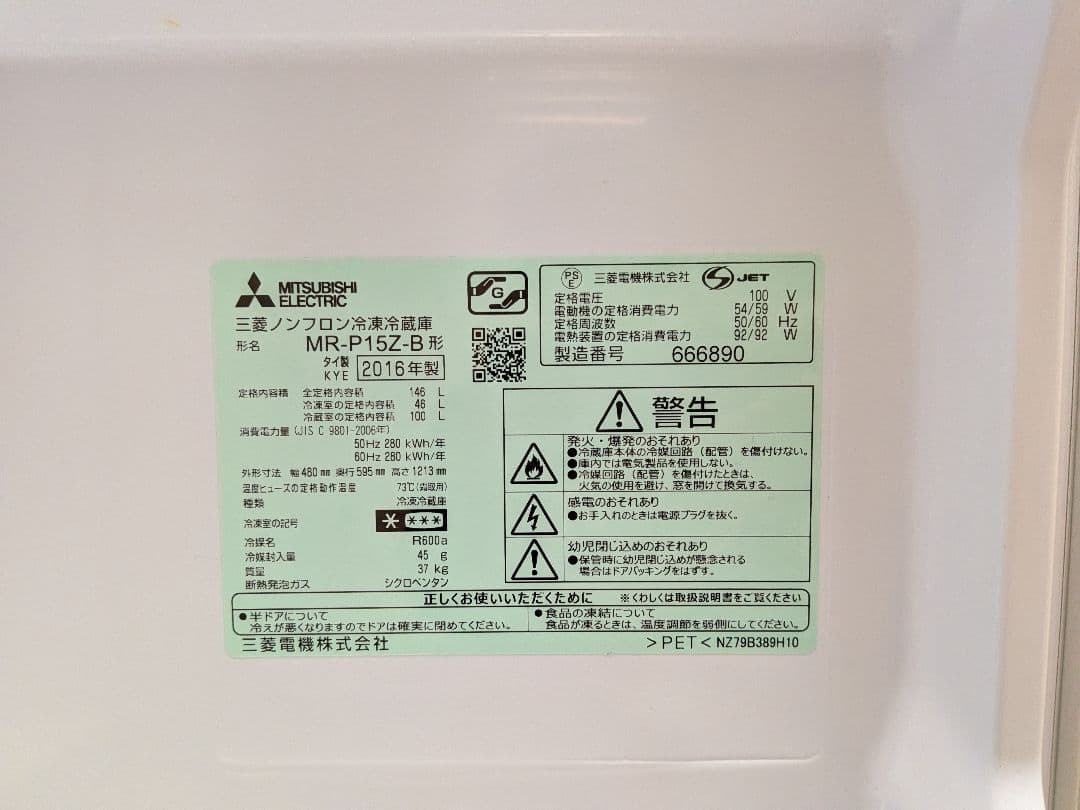 MITSUBISHI
ELECTRIC
三菱ノンフロン冷凍冷蔵庫
形名 MR-P15Z-B 形
タイ製
KYE 2016年製
定格内容積 全定格内容積 146 L
冷凍室の定格内容積 46 L
冷蔵室の定格内容積 100 L
消費電力量 (JIS C 9801-2006年)
50Hz 280 kWh/年
60Hz 280 kWh/年
外形寸法 幅 480 mm 奥行 595 mm 高さ 1213 mm
温度ヒューズの定格動作温度 73℃(霜取用)
種類 冷凍冷蔵庫
冷凍室の記号
冷媒名 R600a
冷媒封入量 45 g
質量 37 kg
断熱発泡ガス シクロペンタン
G
PS
E
三菱電機株式会社 JET
定格電圧 100 V
電動機の定格消費電力 54/59 W
定格周波数 50/60 Hz
電熱装置の定格消費電力 92/92 W
製造番号 666890
警告
発火・爆発のおそれあり
●冷蔵庫本体の冷媒回路(配管)を傷付けない。
●庫内では電気製品を使用しない。
●冷媒回路(配管)を傷付けたときは、
火気の使用を避け、窓を開けて換気する。
感電のおそれあり
●お手入れのときは電源プラグを抜く。
幼児閉じ込めのおそれあり
●保管時に幼児閉じ込めが懸念される
場合はドアパッキングをはずす。
正しくお使いいただくために ※くわしくは取扱説明書をご覧ください
●半ドアについて
冷えが悪くなりますのでドアは確実に閉めてください。
●食品の凍結について
食品が凍るときは、温度調節を弱側にしてください。
三菱電機株式会社 >PET< NZ79B389H10